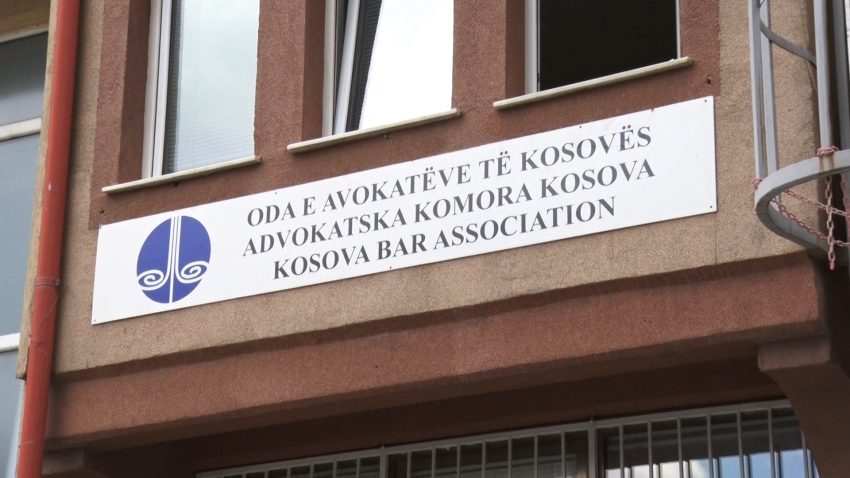 ODA E AVOKATËVE TË KOSOVËS
ADVOKATSKA KOMORA KOSOVA
KOSOVA BAR ASSOCIATION